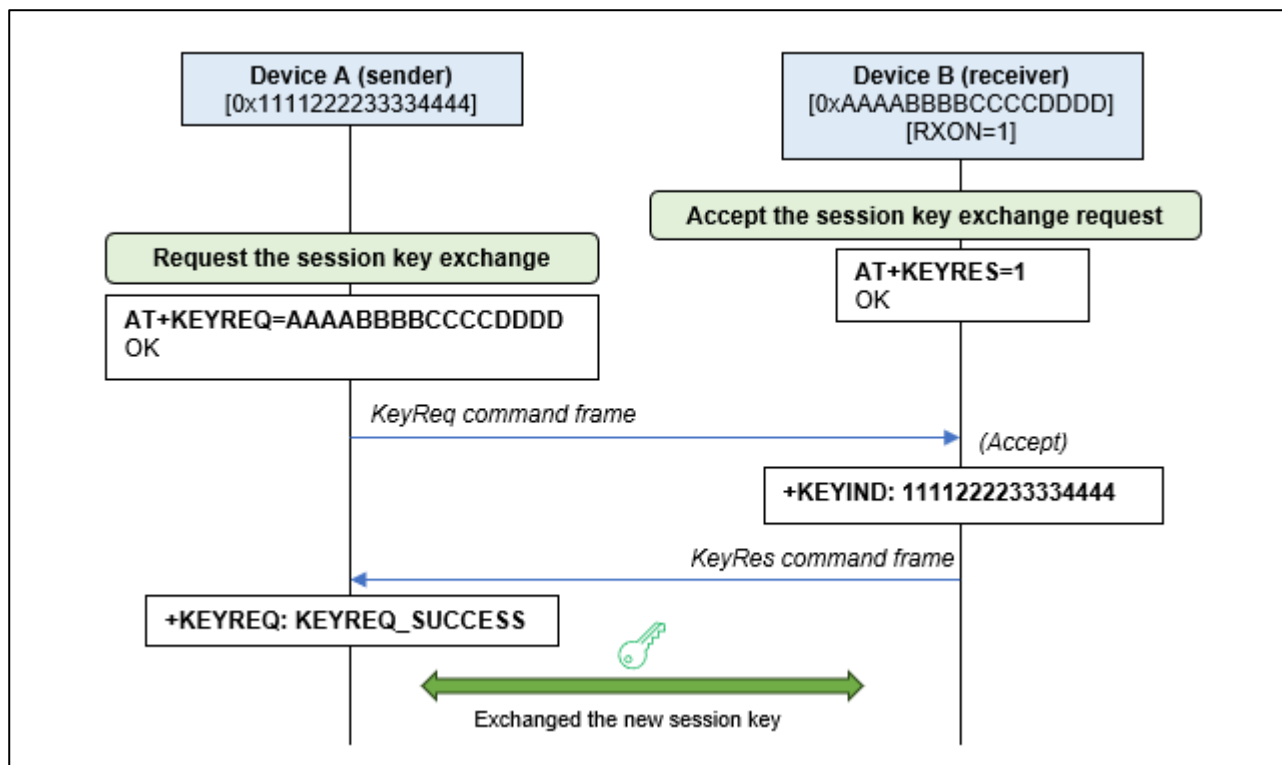 Device A (sender)
[0x1111222233334444]
Device B (receiver)
[0xAAAABBBBCCCCDDDD]
[RXON=1]
Accept the session key exchange request
Request the session key exchange
AT+KEYRES=1
OK
AT+KEYREQ=AAAABBBBCCCCDDDD
OK
KeyReq command frame
(Accept)
+KEYIND: 1111222233334444
KeyRes command frame
+KEYREQ: KEYREQ_SUCCESS
Exchanged the new session key